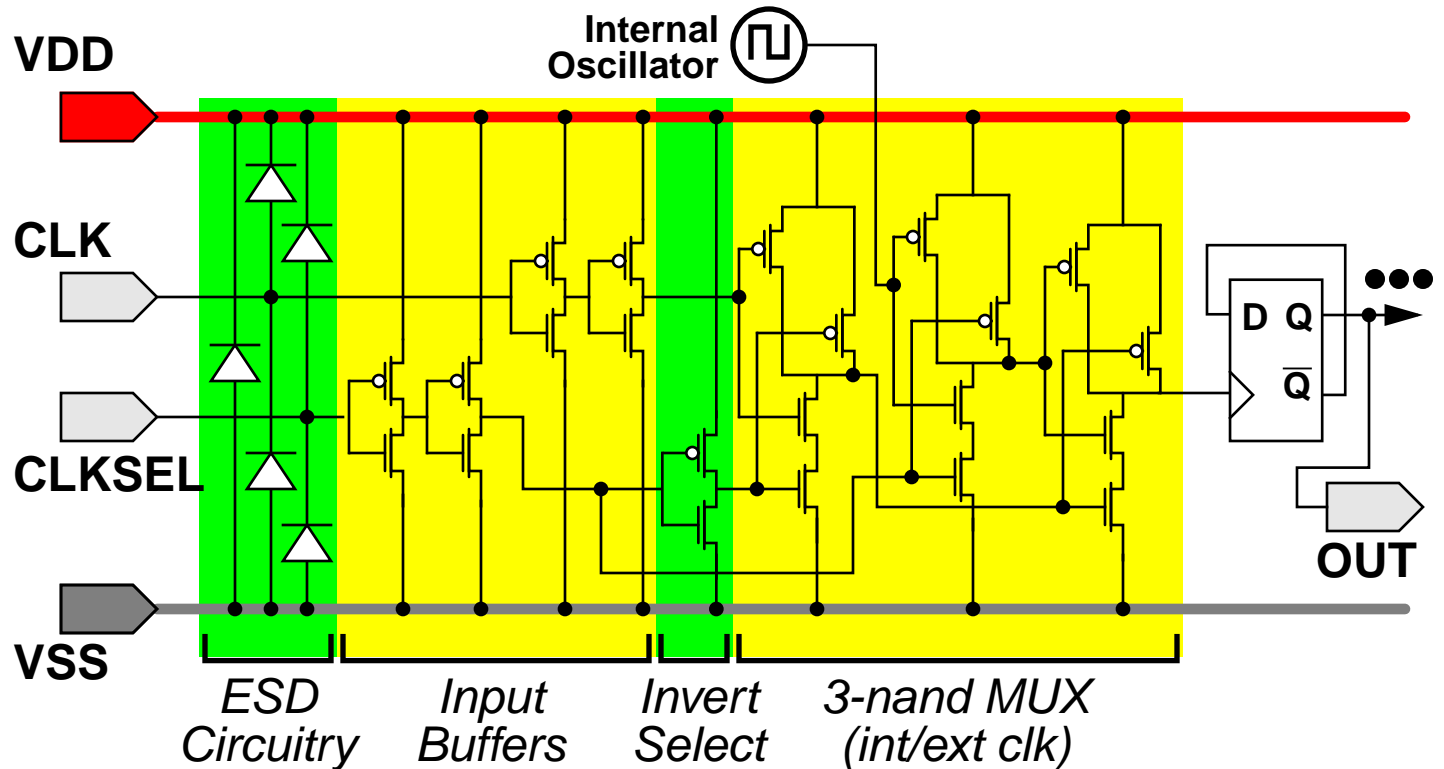 Internal
Oscillator
VDD
CLK
CLKSEL
VSS
D Q
Q
OUT
ESD
Circuitry
Input
Buffers
Invert
Select
3-nand MUX
(int/ext clk)